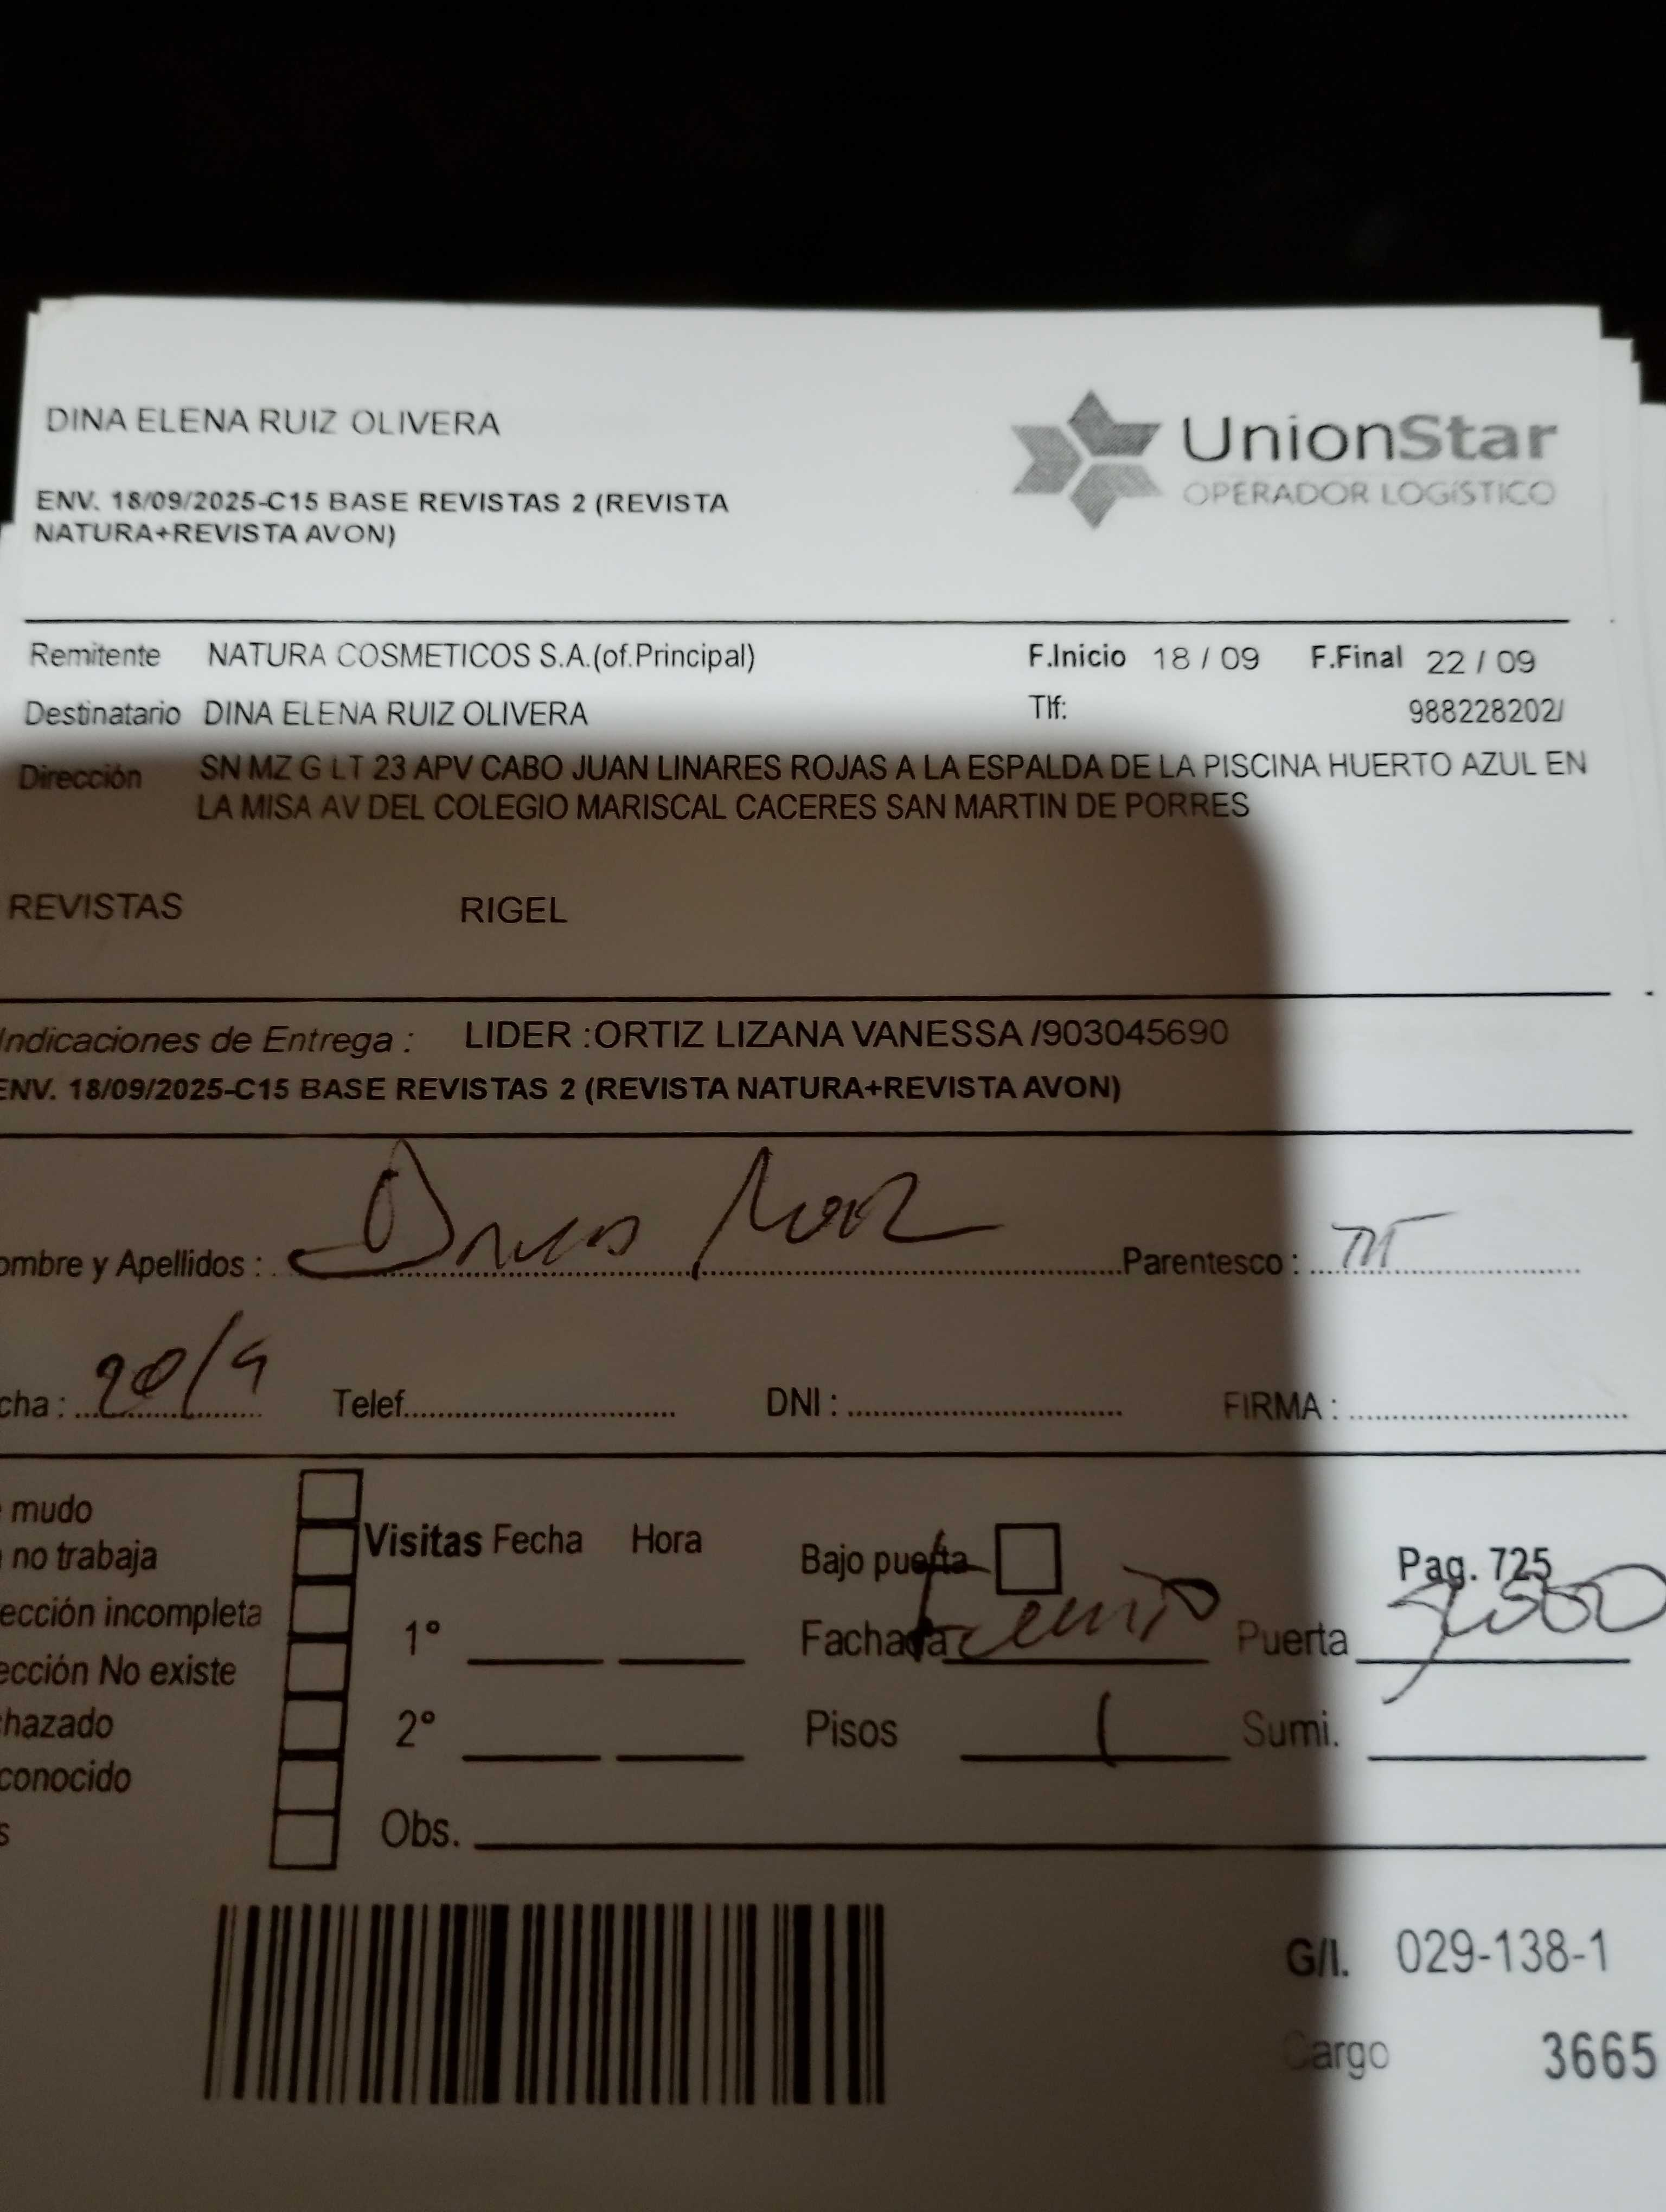 DINA ELENA RUIZ OLIVERA
UnionStar
OPERADOR LOGíSTICO
ENV. 18/09/2025-C15 BASE REVISTAS 2 (REVISTA
NATURA+REVISTA AVON)
Remitente NATURA COSMETICOS S.A.(of.Principal) F.Inicio 18 / 09 F.Final 22 / 09
Destinatario DINA ELENA RUIZ OLIVERA Tlf: 988228202/
Dirección SN MZ G LT 23 APV CABO JUAN LINARES ROJAS A LA ESPALDA DE LA PISCINA HUERTO AZUL EN
LA MISA AV DEL COLEGIO MARISCAL CACERES SAN MARTIN DE PORRES
REVISTAS RIGEL
Indicaciones de Entrega : LIDER :ORTIZ LIZANA VANESSA /903045690
ENV. 18/09/2025-C15 BASE REVISTAS 2 (REVISTA NATURA+REVISTA AVON)
ombre y Apellidos : Parentesco : TT
cha : 20/9 Telef. DNI : FIRMA :
mudo
no trabaja
ección incompleta
ección No existe
hazado
conocido
s
Visitas Fecha Hora
1°
2°
Obs.
Bajo puerta
Fachada
Pisos 1
Pag. 725
Puerta
Sumi.
G/I. 029-138-1
Cargo 3665